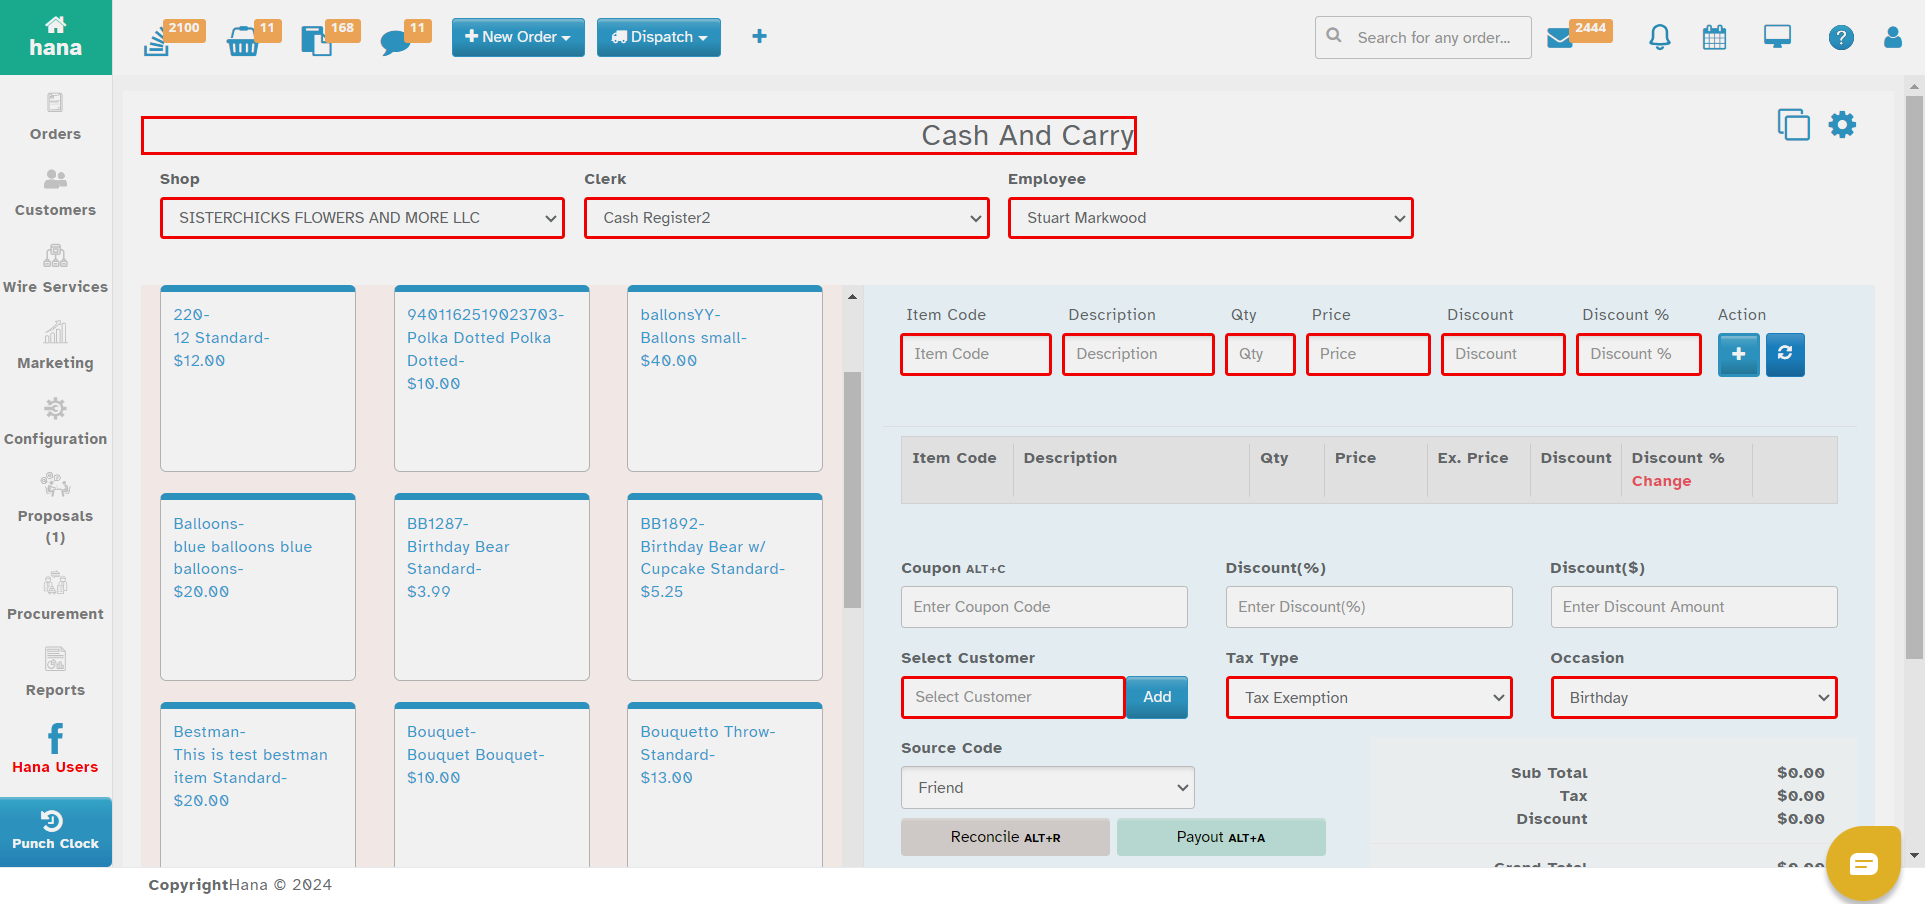 hana
2100
11
168
11
New Order
Dispatch
Search for any order...
2444
Orders
Customers
Wire Services
Marketing
Configuration
Proposals
(1)
Procurement
Reports
Hana Users
Punch Clock
Cash And Carry
Shop
Clerk
Employee
SISTERCHICKS FLOWERS AND MORE LLC
Cash Register2
Stuart Markwood
220-
12 Standard-
$12.00
9401162519023703-
Polka Dotted Polka
Dotted-
$10.00
ballonsYY-
Ballons small-
$40.00
Balloons-
blue balloons blue
balloons-
$20.00
BB1287-
Birthday Bear
Standard-
$3.99
BB1892-
Birthday Bear w/
Cupcake Standard-
$5.25
Bestman-
This is test bestman
item Standard-
$20.00
Bouquet-
Bouquet Bouquet-
$10.00
Bouquetto Throw-
Standard-
$13.00
Item Code Description Qty Price Discount Discount % Action
Item Code Description Qty Price Discount Discount %
Item Code Description Qty Price Ex. Price Discount Discount %
Change
Coupon ALT+C
Discount(%)
Discount($)
Enter Coupon Code
Enter Discount(%)
Enter Discount Amount
Select Customer
Tax Type
Occasion
Select Customer
Add
Tax Exemption
Birthday
Source Code
Friend
Reconcile ALT+R
Payout ALT+A
Sub Total $0.00
Tax $0.00
Discount $0.00
Grand Total $0.00
CopyrightHana © 2024